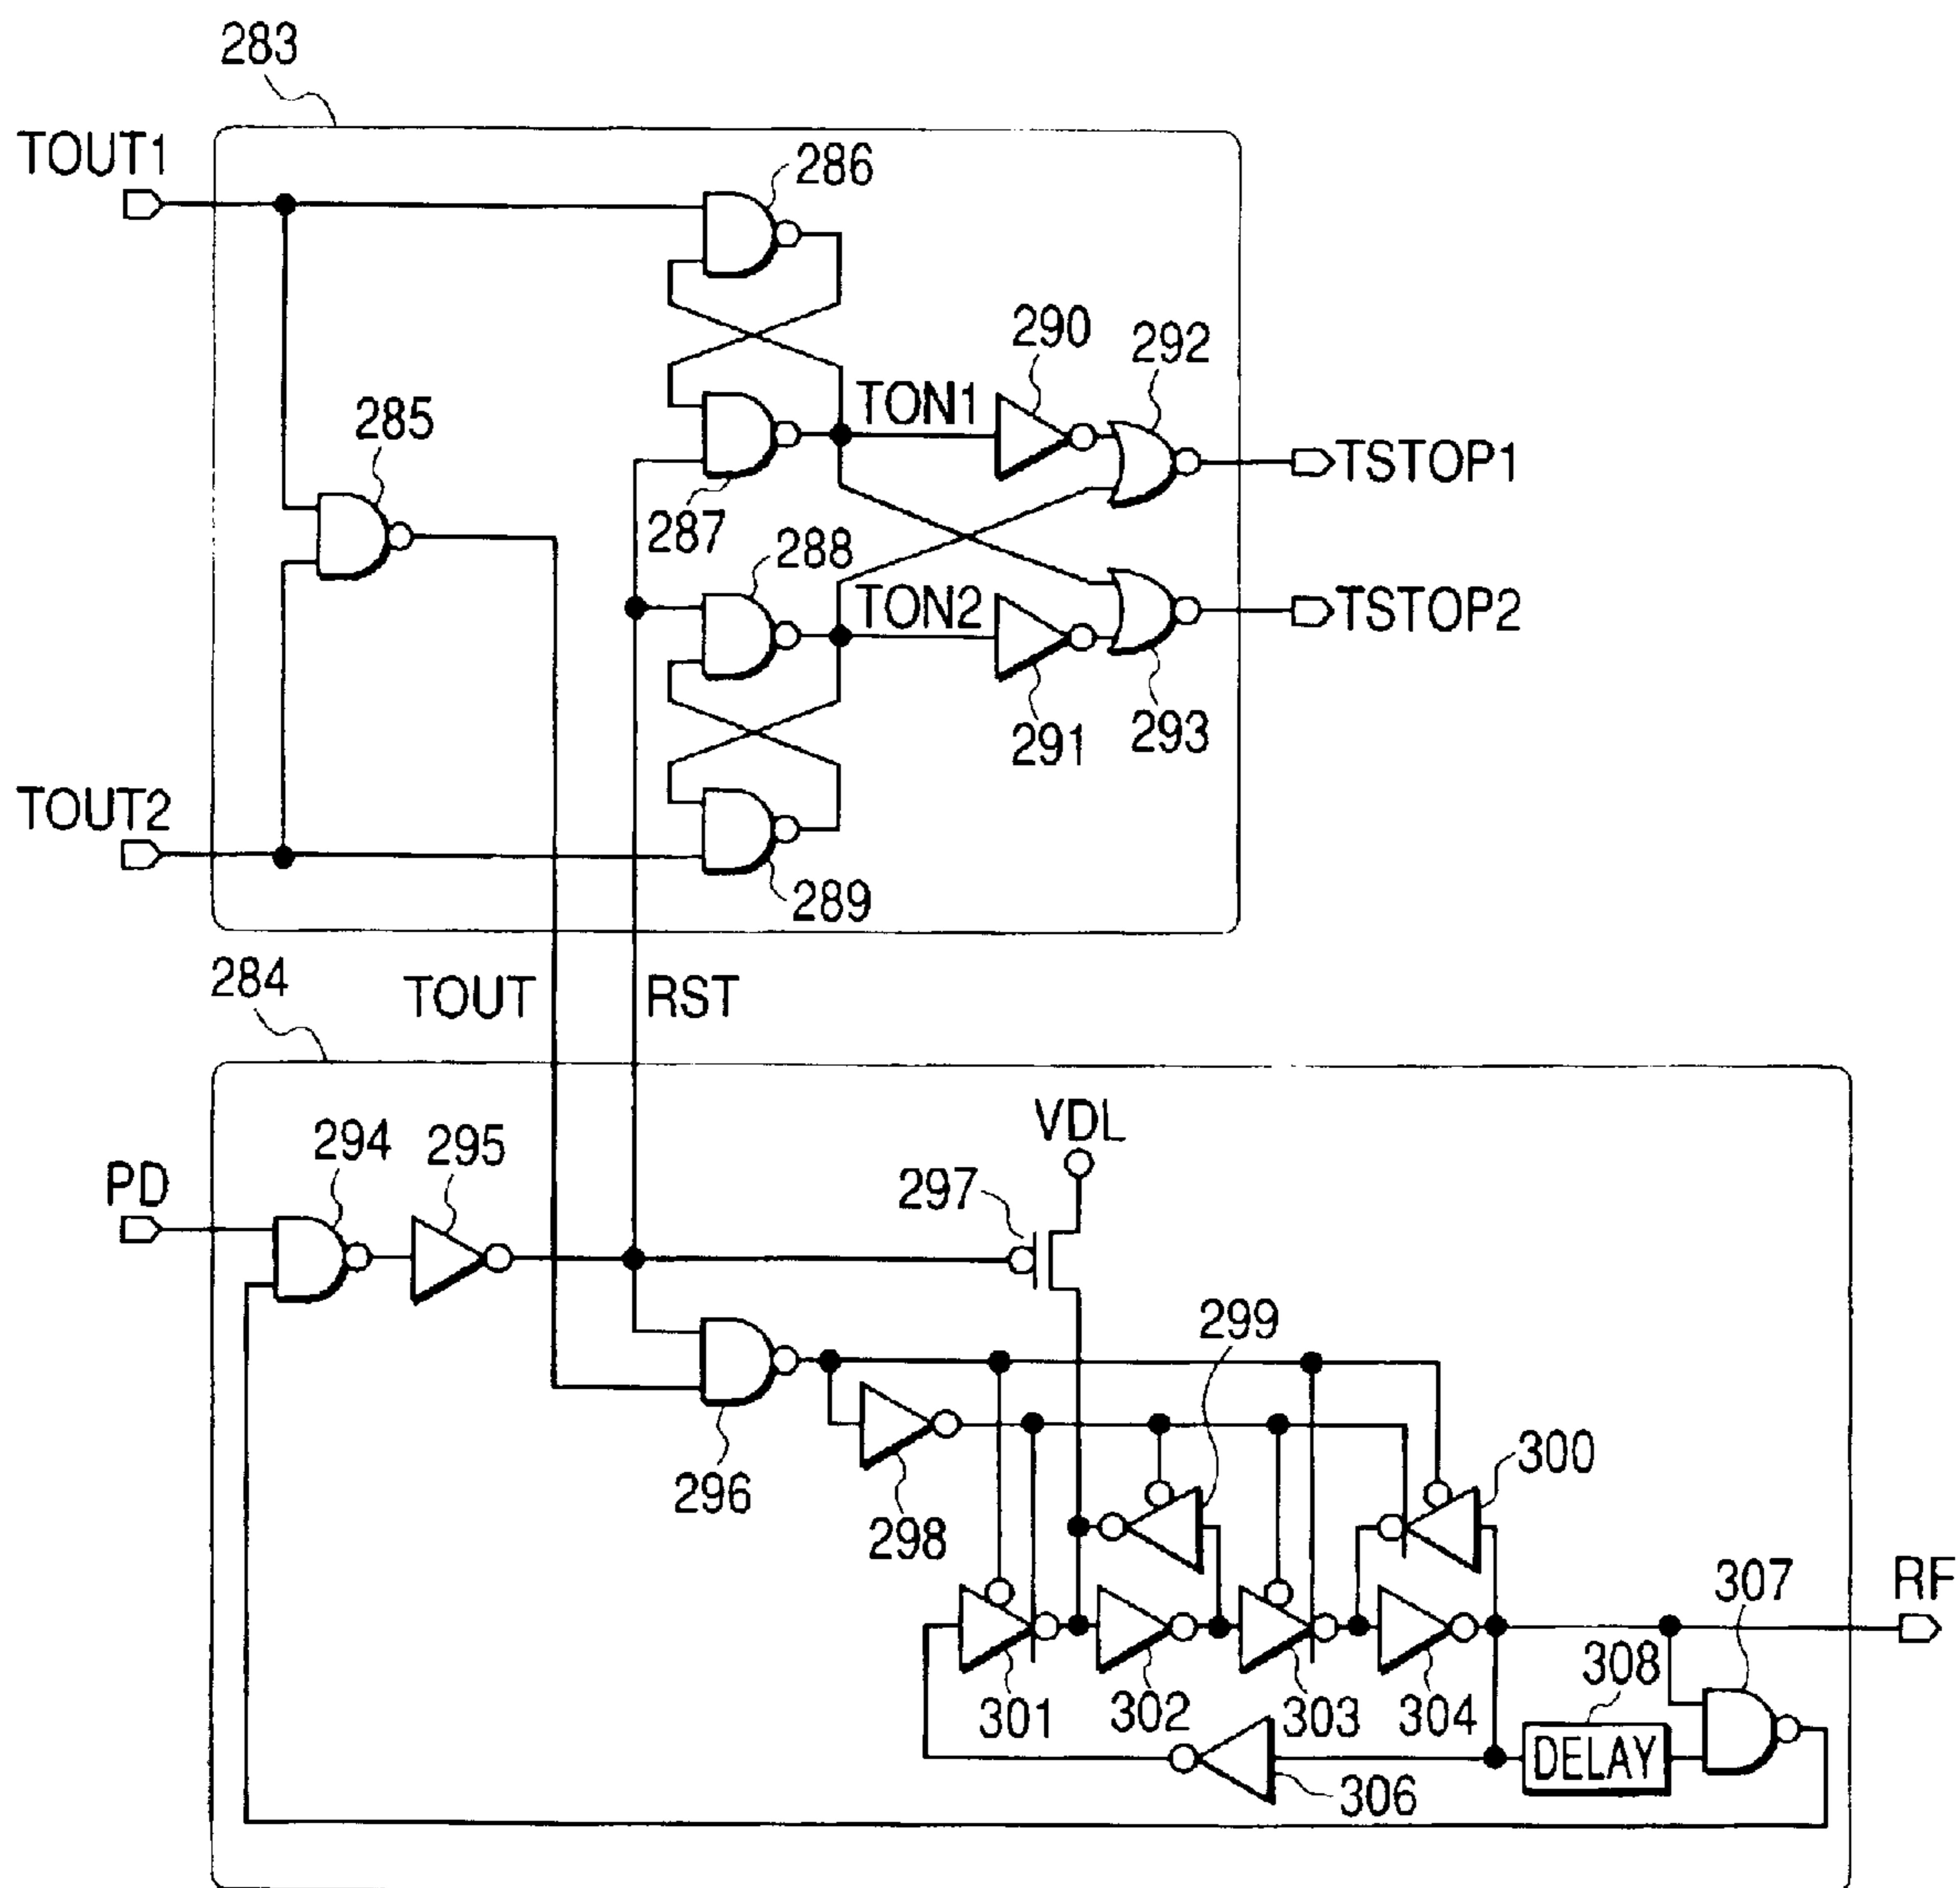 283
TOUT1
286
290
292
TON1
285
TSTOP1
287
288
TON2
TSTOP2
291
293
TOUT2
289
284
TOUT
RST
VDL
294
295
297
PD
299
300
296
298
307
RF
308
301
302
303
304
DELAY
306